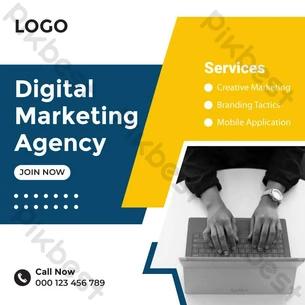 LOGO
Digital
Marketing
Agency
JOIN NOW
Services
Creative Marketing
Branding Tactics
Mobile Application
Call Now
000 123 456 789
pikbest